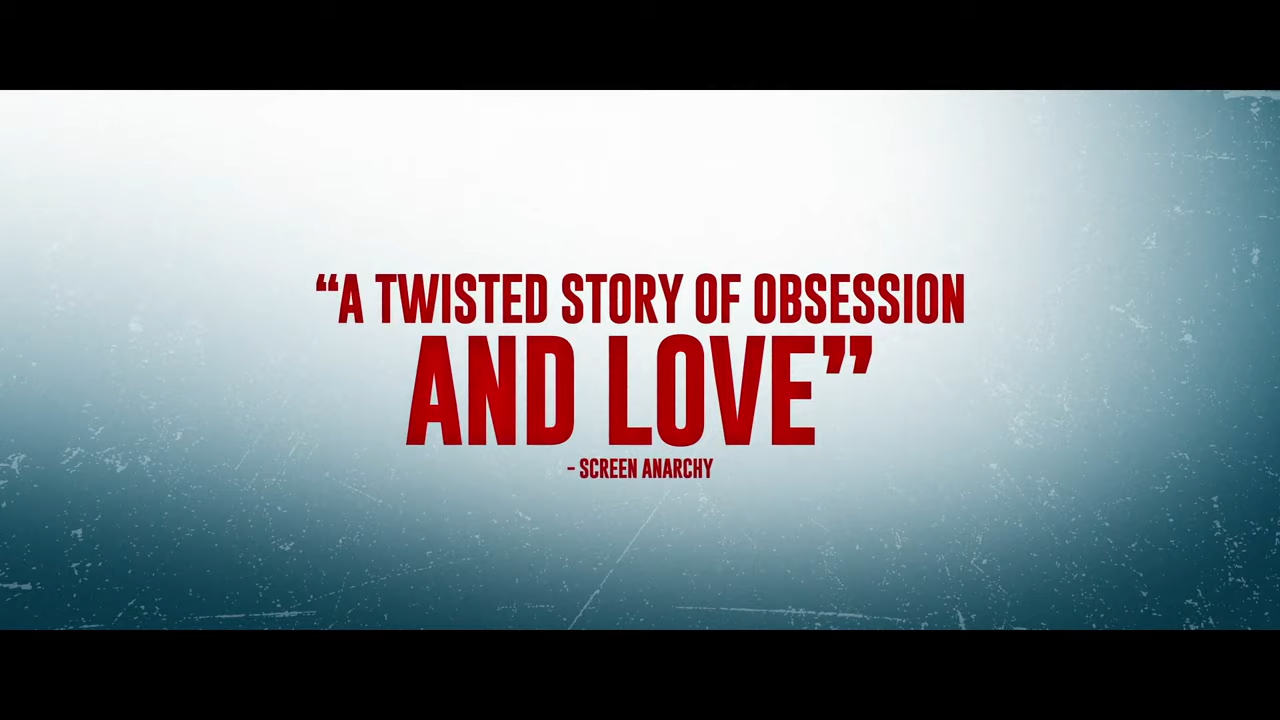 “A TWISTED STORY OF OBSESSION
AND LOVE”
- SCREEN ANARCHY